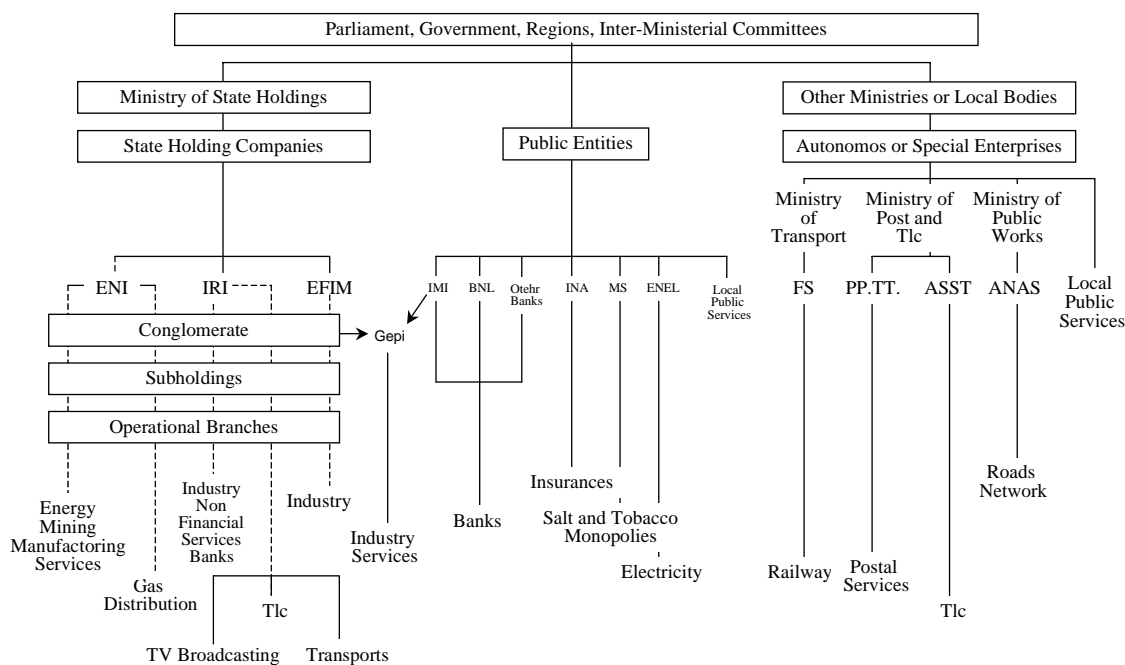 Parliament, Government, Regions, Inter-Ministerial Committees
Ministry of State Holdings
Other Ministries or Local Bodies
State Holding Companies
Public Entities
Autonomos or Special Enterprises
Ministry
of
Transport
Ministry of
Post and
Tlc
Ministry of
Public
Works
ENI
IRI
EFIM
IMI
BNL
Otehr
Banks
INA
MS
ENEL
Local
Public
Services
FS
PP.TT.
ASST
ANAS
Local
Public
Services
Conglomerate
Gepi
Subholdings
Operational Branches
Energy
Mining
Manufactoring
Services
Gas
Distribution
Industry
Non
Financial
Services
Banks
Industry
Industry
Services
Banks
Insurances
Salt and Tobacco
Monopolies
Electricity
Railway
Postal
Services
Roads
Network
Tlc
Tlc
TV Broadcasting
Transports